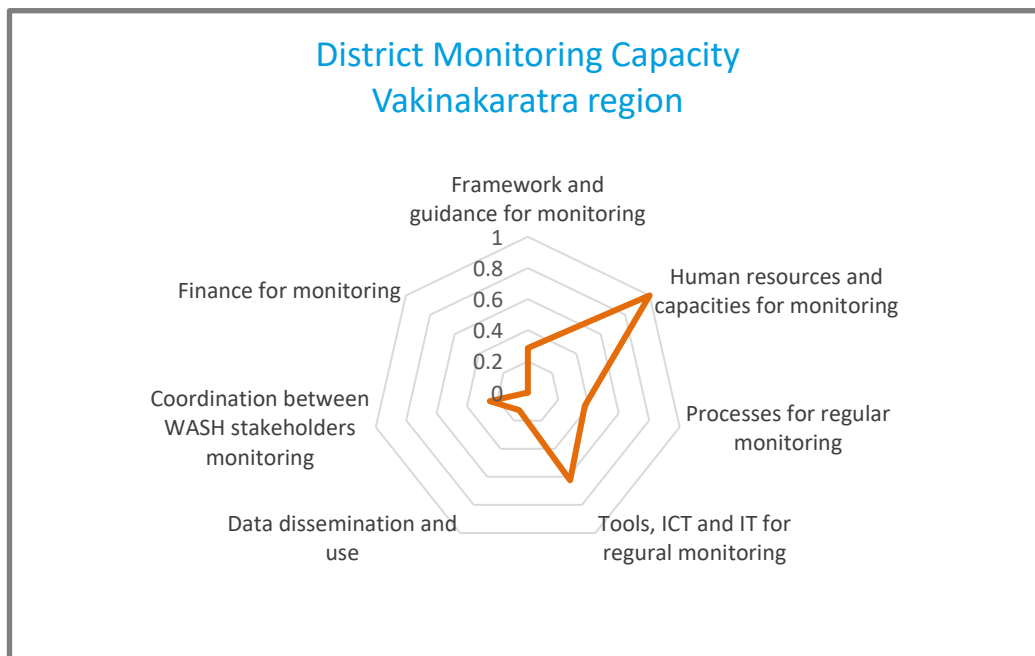 District Monitoring Capacity
Vakinakaratra region
Framework and
guidance for monitoring
1
0.8
0.6
0.4
0.2
0
Human resources and
capacities for monitoring
Processes for regular
monitoring
Tools, ICT and IT for
regural monitoring
Data dissemination and
use
Coordination between
WASH stakeholders
monitoring
Finance for monitoring